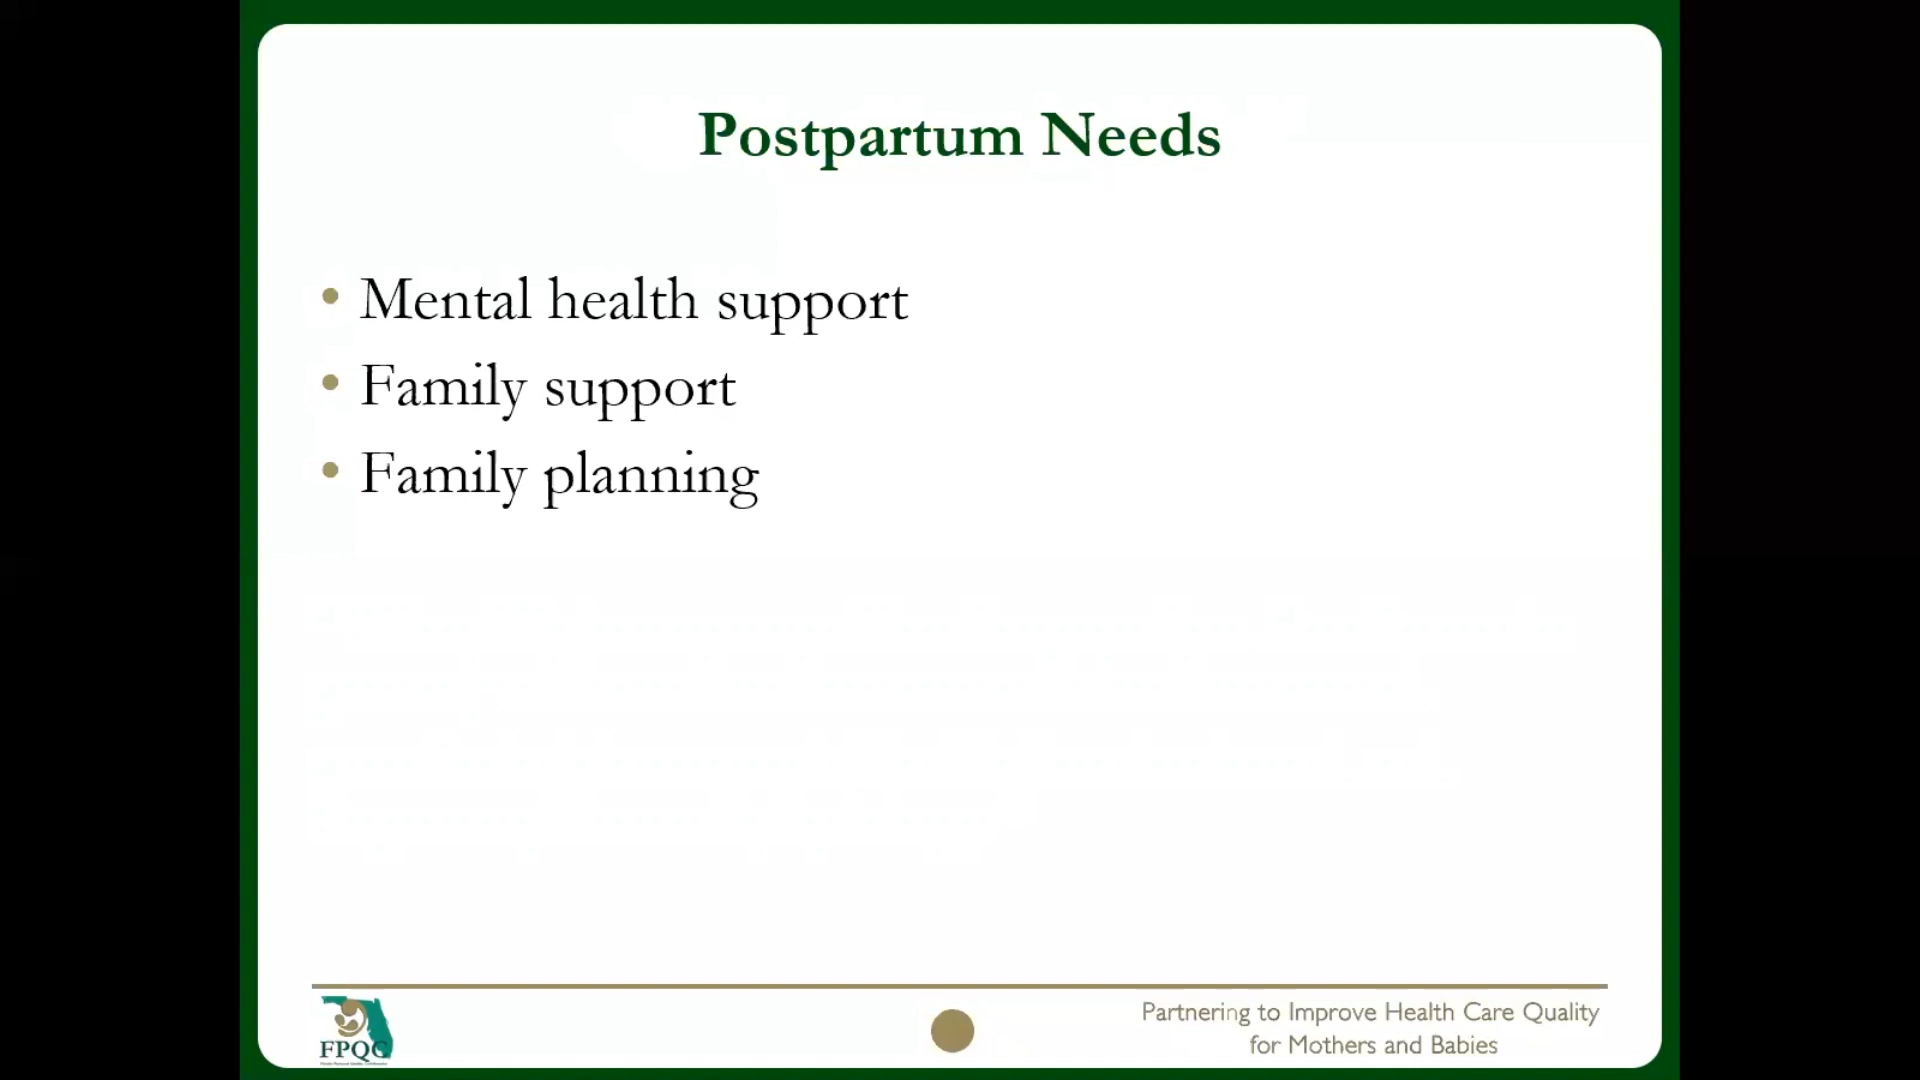 Postpartum Needs
• Mental health support
• Family support
• Family planning
FPQC
Partnering to Improve Health Care Quality
for Mothers and Babies